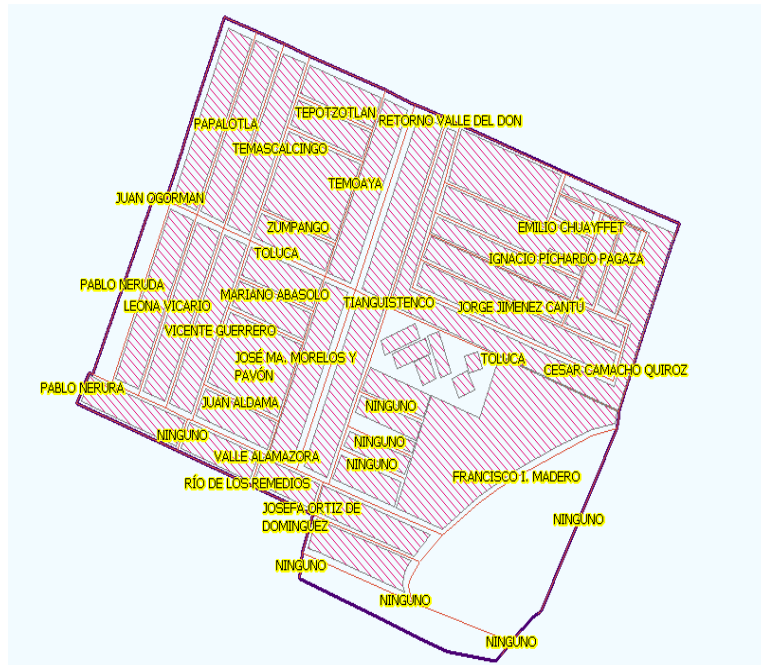 TEPOTZOTLAN
RETORNO VALLE DEL DON
PAPALOTLA
TEMASCALCINGO
TEMOAYA
JUAN OGORMAN
ZUMPANGO
EMILIO CHUAYFFET
TOLUCA
IGNACIO PICHARDO PAGAZA
PABLO NERUDA
MARIANO ABASOLO
LEONA VICARIO
TIANGUISTENCO
JORGE JIMENEZ CANTÚ
VICENTE GUERRERO
JOSÉ MA. MORELOS Y
PAVÓN
TOLUCA
CESAR CAMACHO QUIROZ
PABLO NERURA
JUAN ALDAMA
NINGUNO
NINGUNO
NINGUNO
VALLE ALAMAZORA
NINGUNO
RÍO DE LOS REMEDIOS
FRANCISCO I. MADERO
JOSEFA ORTIZ DE
DOMINGUEZ
NINGUNO
NINGUNO
NINGUNO
NINGUNO